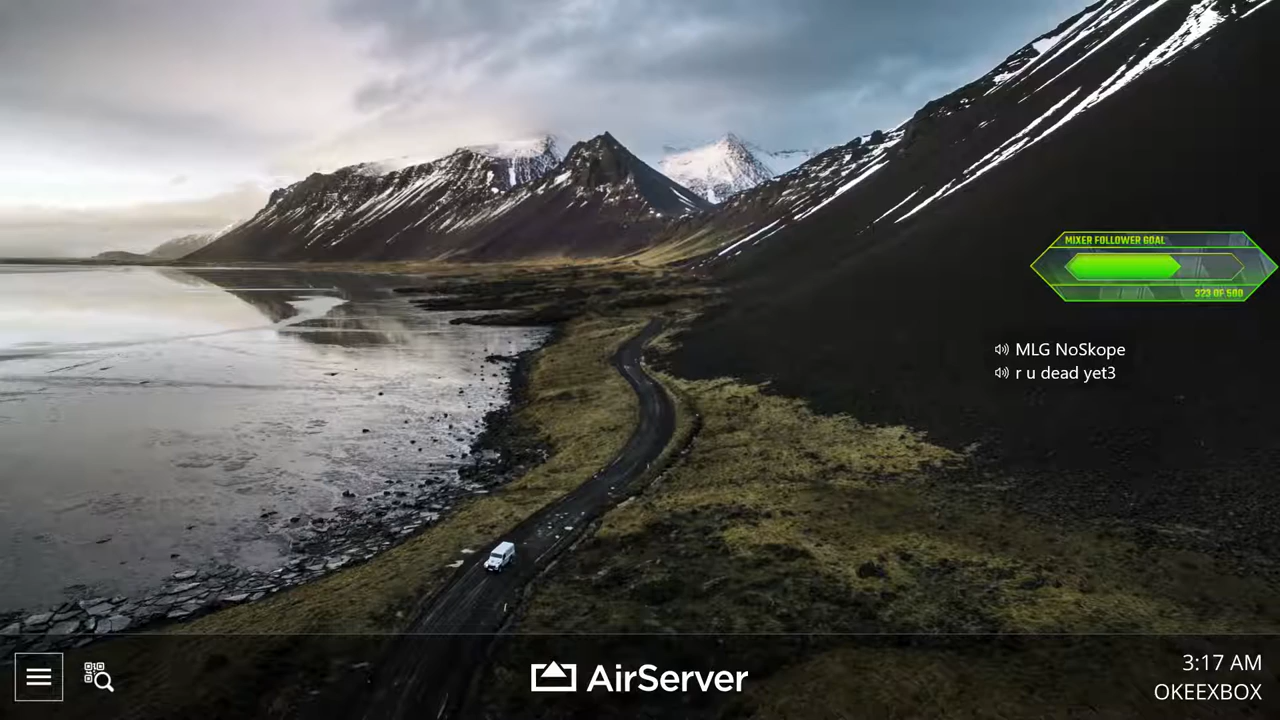 MIXER FOLLOWER GOAL
323 OF 500
MLG NoSkope
r u dead yet3
AirServer
3:17 AM
OKEEXBOX